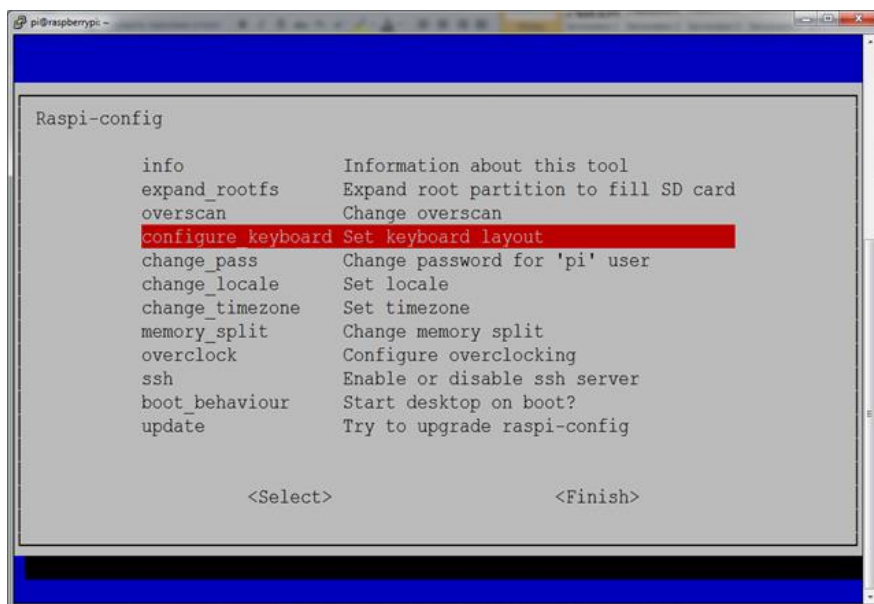 pi@raspberrypi: ~
Raspi-config
info Information about this tool
expand_rootfs Expand root partition to fill SD card
overscan Change overscan
configure_keyboard Set keyboard layout
change_pass Change password for 'pi' user
change_locale Set locale
change_timezone Set timezone
memory_split Change memory split
overclock Configure overclocking
ssh Enable or disable ssh server
boot_behaviour Start desktop on boot?
update Try to upgrade raspi-config
<Select> <Finish>